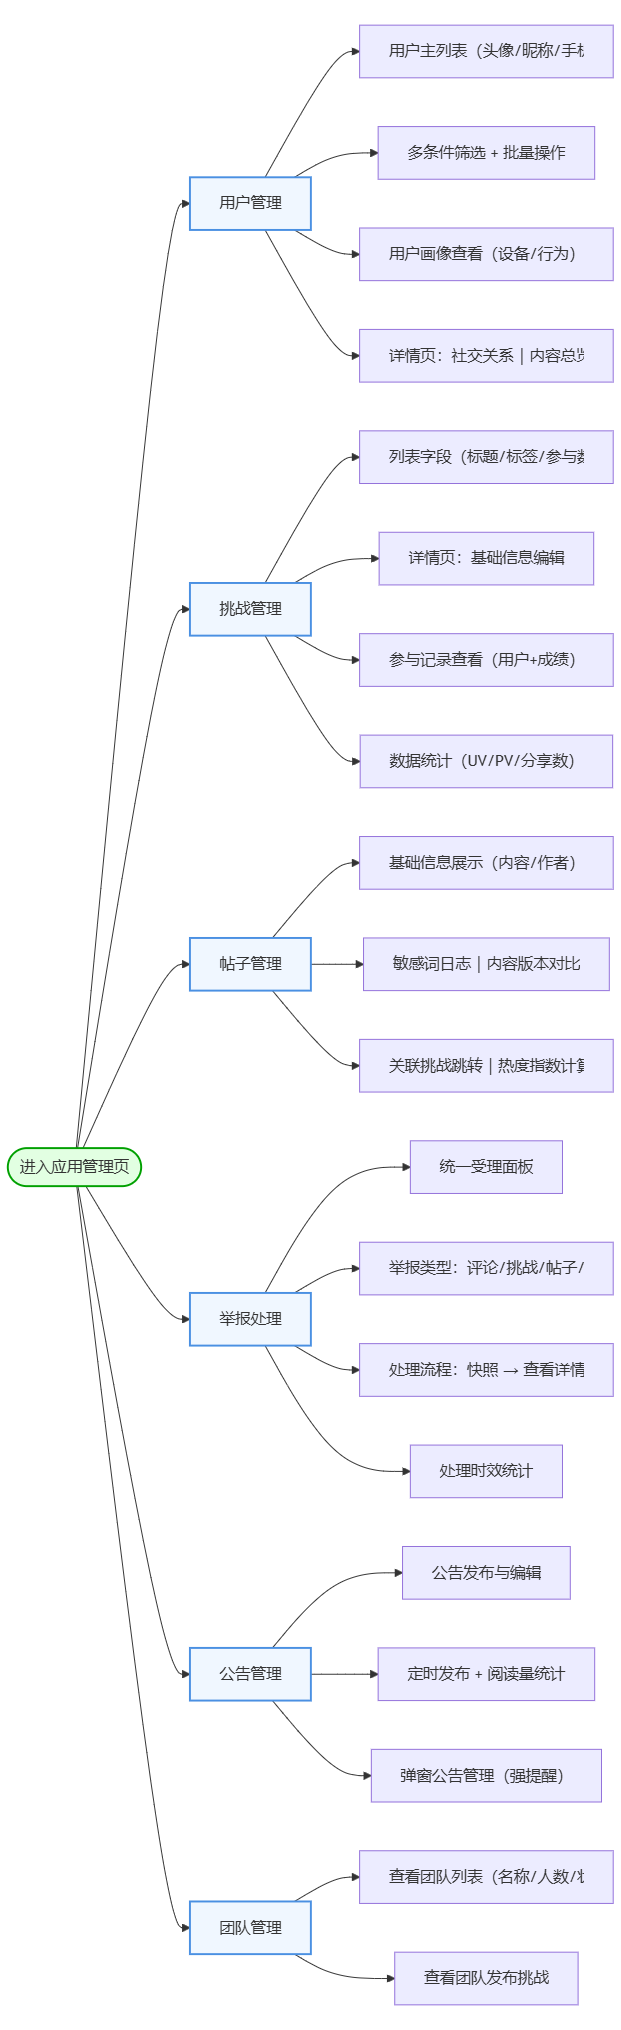 用户主列表（头像/昵称/手
多条件筛选 + 批量操作
用户管理
用户画像查看（设备/行为）
详情页：社交关系 | 内容总
列表字段（标题/标签/参与
详情页：基础信息编辑
挑战管理
参与记录查看（用户+成绩）
数据统计（UV/PV/分享数）
基础信息展示（内容/作者）
帖子管理
敏感词日志 | 内容版本对比
关联挑战跳转 | 热度指数计
进入应用管理页
统一受理面板
举报类型：评论/挑战/帖子/
举报处理
处理流程：快照 → 查看详情
处理时效统计
公告发布与编辑
公告管理
定时发布 + 阅读量统计
弹窗公告管理（强提醒）
查看团队列表（名称/人数/
团队管理
查看团队发布挑战